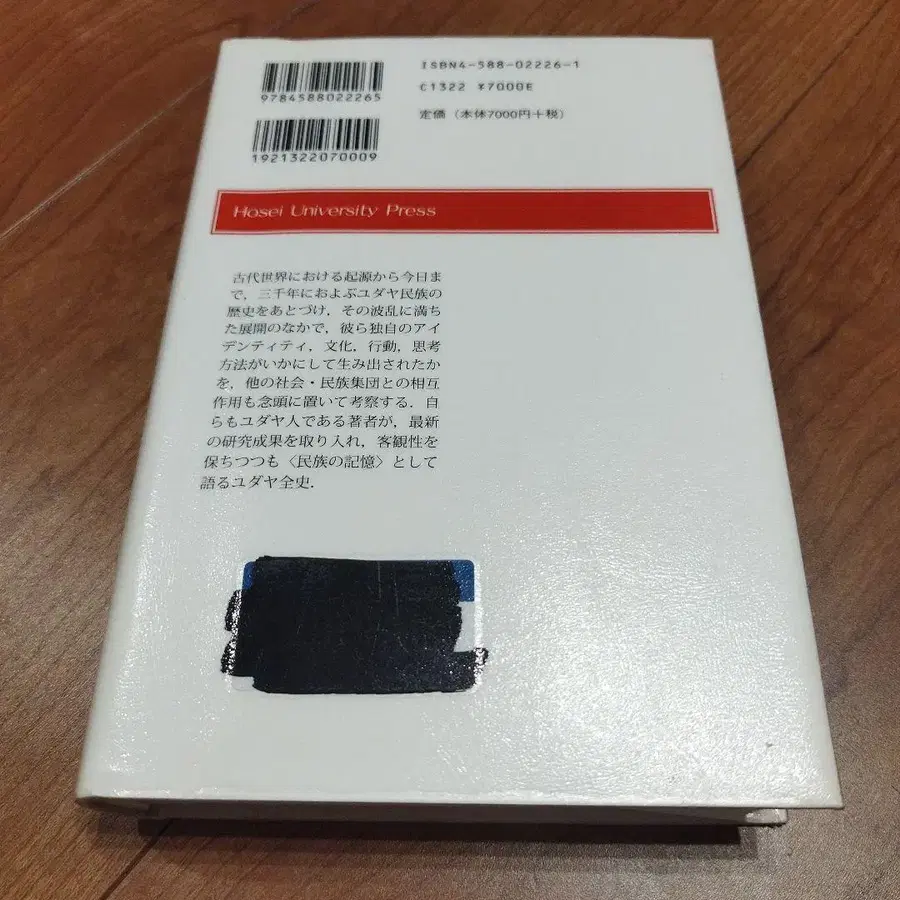 ISBN4-588-02226-1
C1322 ¥7000E
定価（本体7000円＋税）
9784588022265
1921322070009
Hosei University Press
古代世界における起源から今日ま
で，三千年におよぶユダヤ民族の
歴史をあとづけ，その波乱に満ち
た展開のなかで，彼ら独自のアイ
デンティティ，文化，行動，思考
方法がいかにして生み出されたか
を，他の社会・民族集団との相互
作用も念頭に置いて考察する．自
らもユダヤ人である著者が，最新
の研究成果を取り入れ，客観性を
保ちつつも〈民族の記憶〉として
語るユダヤ全史．